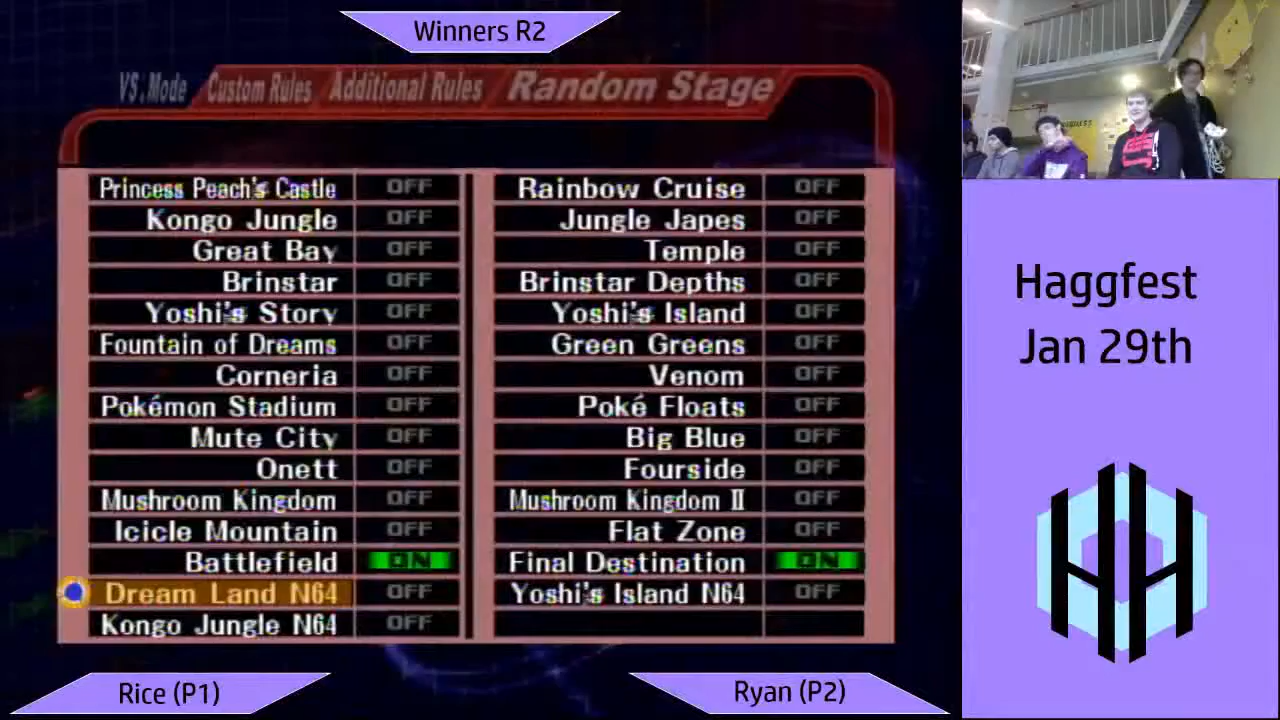 Winners R2
VS. Mode Custom Rules Additional Rules Random Stage
Princess Peach's Castle OFF Rainbow Cruise OFF
Kongo Jungle OFF Jungle Japes OFF
Great Bay OFF Temple OFF
Brinstar OFF Brinstar Depths OFF
Yoshi's Story OFF Yoshi's Island OFF
Fountain of Dreams OFF Green Greens OFF
Corneria OFF Venom OFF
Pokémon Stadium OFF Poké Floats OFF
Mute City OFF Big Blue OFF
Onett OFF Fourside OFF
Mushroom Kingdom OFF Mushroom Kingdom II OFF
Icicle Mountain OFF Flat Zone OFF
Battlefield ON Final Destination ON
Dream Land N64 OFF Yoshi's Island N64 OFF
Kongo Jungle N64 OFF
Rice (P1)
Ryan (P2)
Haggfest
Jan 29th